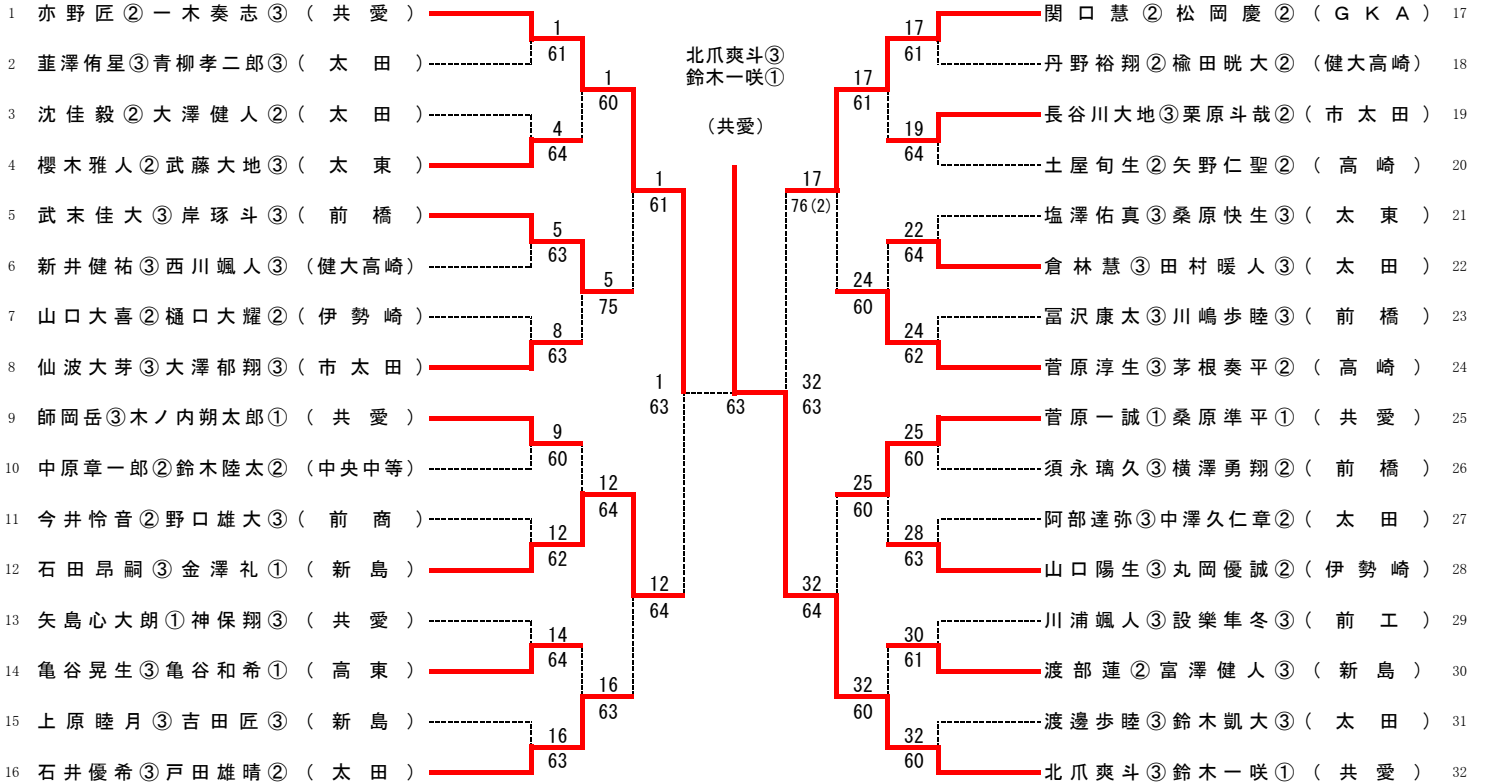 1 亦野匠②一木奏志③ (共愛)
2 韮澤侑星③青柳孝二郎③ (太田)
3 沈佳毅②大澤健人② (太田)
4 櫻木雅人②武藤大地③ (太東)
5 武末佳大③岸琢斗③ (前橋)
6 新井健祐③西川颯人③ (健大高崎)
7 山口大喜②樋口大耀② (伊勢崎)
8 仙波大芽③大澤郁翔③ (市太田)
9 師岡岳③木ノ内朔太郎① (共愛)
10 中原章一郎②鈴木陸太② (中央中等)
11 今井怜音②野口雄大③ (前商)
12 石田昂嗣③金澤礼① (新島)
13 矢島心大朗①神保翔③ (共愛)
14 亀谷晃生③亀谷和希① (高東)
15 上原睦月③吉田匠③ (新島)
16 石井優希③戸田雄晴② (太田)
1
61
4
64
5
63
8
63
9
60
12
62
14
64
16
63
1
60
5
75
12
64
16
63
1
61
12
64
1
63
北爪爽斗③
鈴木一咲①
(共愛)
63
32
63
17
76(2)
32
64
17
61
24
60
25
60
32
60
17
61
19
64
22
64
24
62
25
60
28
63
30
61
32
60
関口慧②松岡慶② (GKA) 17
丹野裕翔②楡田晄大② (健大高崎) 18
長谷川大地③栗原斗哉② (市太田) 19
土屋旬生②矢野仁聖② (高崎) 20
塩澤佑真③桑原快生③ (太東) 21
倉林慧③田村暖人③ (太田) 22
冨沢康太③川嶋歩睦③ (前橋) 23
菅原淳生③茅根奏平② (高崎) 24
菅原一誠①桑原準平① (共愛) 25
須永璃久③横澤勇翔② (前橋) 26
阿部達弥③中澤久仁章② (太田) 27
山口陽生③丸岡優誠② (伊勢崎) 28
川浦颯人③設樂隼冬③ (前工) 29
渡部蓮②富澤健人③ (新島) 30
渡邊歩睦③鈴木凱大③ (太田) 31
北爪爽斗③鈴木一咲① (共愛) 32